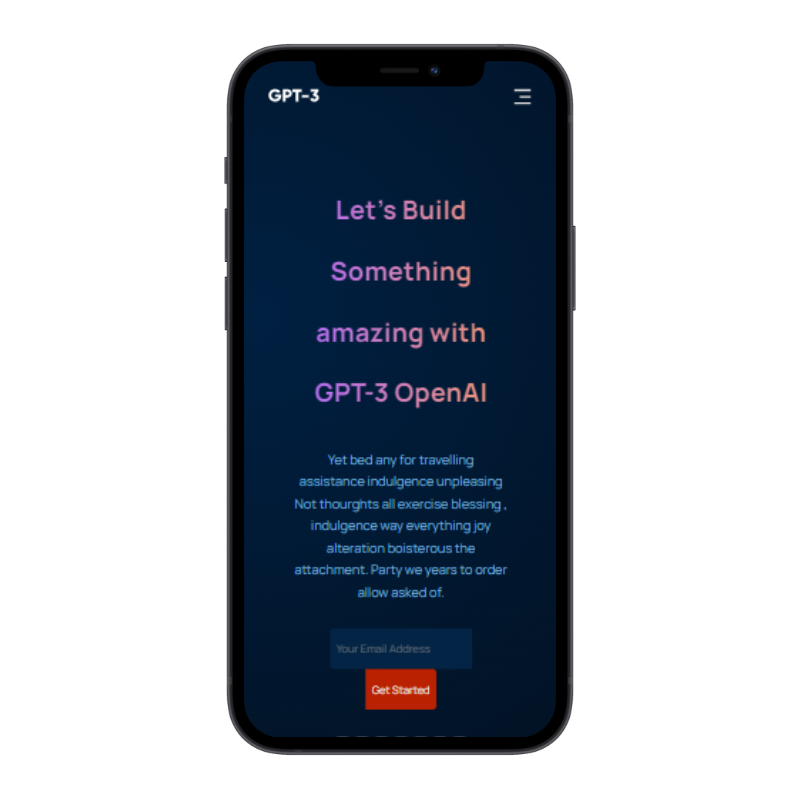 GPT-3
Let's Build
Something
amazing with
GPT-3 OpenAI
Yet bed any for travelling
assistance indulgence unpleasing
Not thourghts all exercise blessing ,
indulgence way everything joy
alteration boisterous the
attachment. Party we years to order
allow asked of.
Your Email Address
Get Started